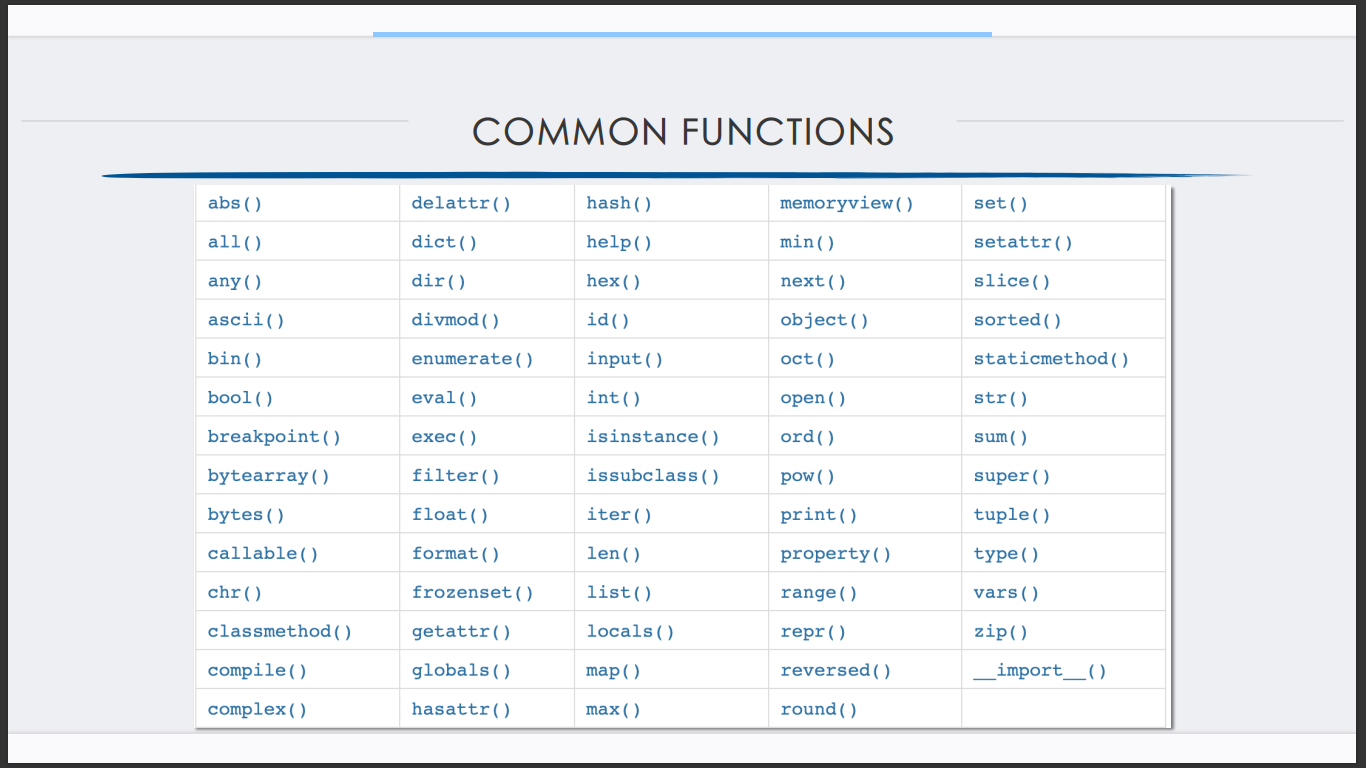 COMMON FUNCTIONS
abs() delattr() hash() memoryview() set()
all() dict() help() min() setattr()
any() dir() hex() next() slice()
ascii() divmod() id() object() sorted()
bin() enumerate() input() oct() staticmethod()
bool() eval() int() open() str()
breakpoint() exec() isinstance() ord() sum()
bytearray() filter() issubclass() pow() super()
bytes() float() iter() print() tuple()
callable() format() len() property() type()
chr() frozenset() list() range() vars()
classmethod() getattr() locals() repr() zip()
compile() globals() map() reversed() __import__()
complex() hasattr() max() round()